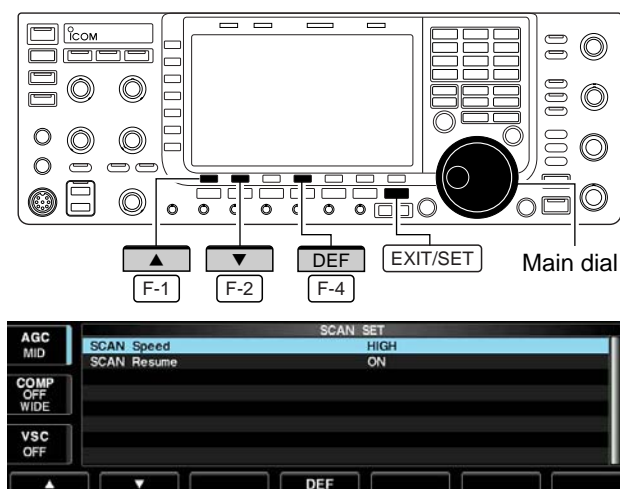 ICOM
▲ ▼ DEF EXIT/SET Main dial
F-1 F-2 F-4
SCAN SET
AGC
MID
SCAN Speed HIGH
SCAN Resume ON
COMP
OFF
WIDE
VSC
OFF
▲ ▼ DEF